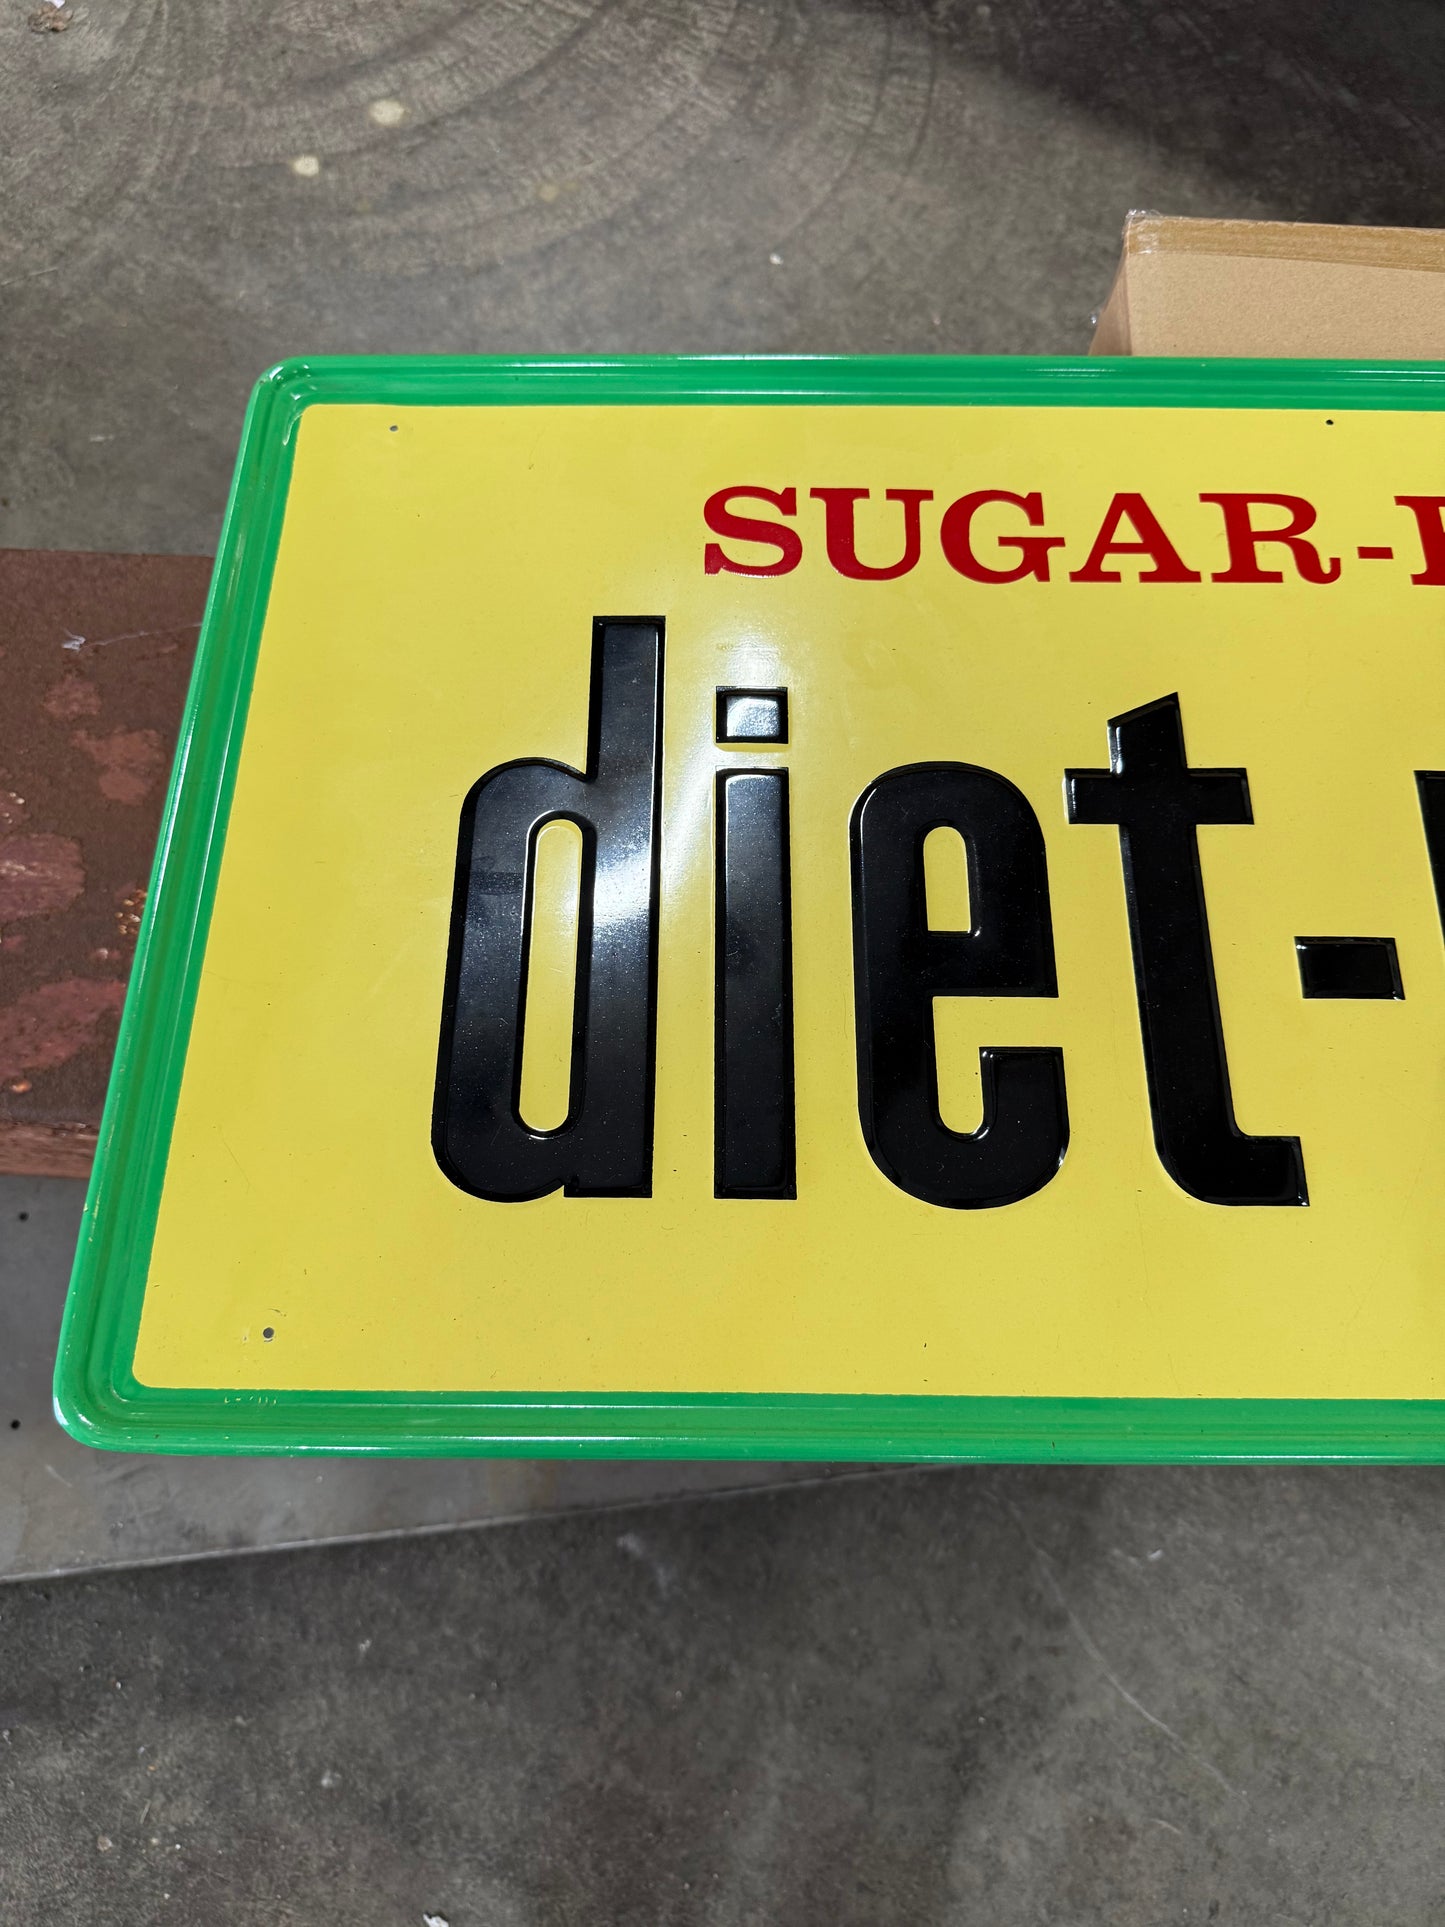 SUGAR-
diet-